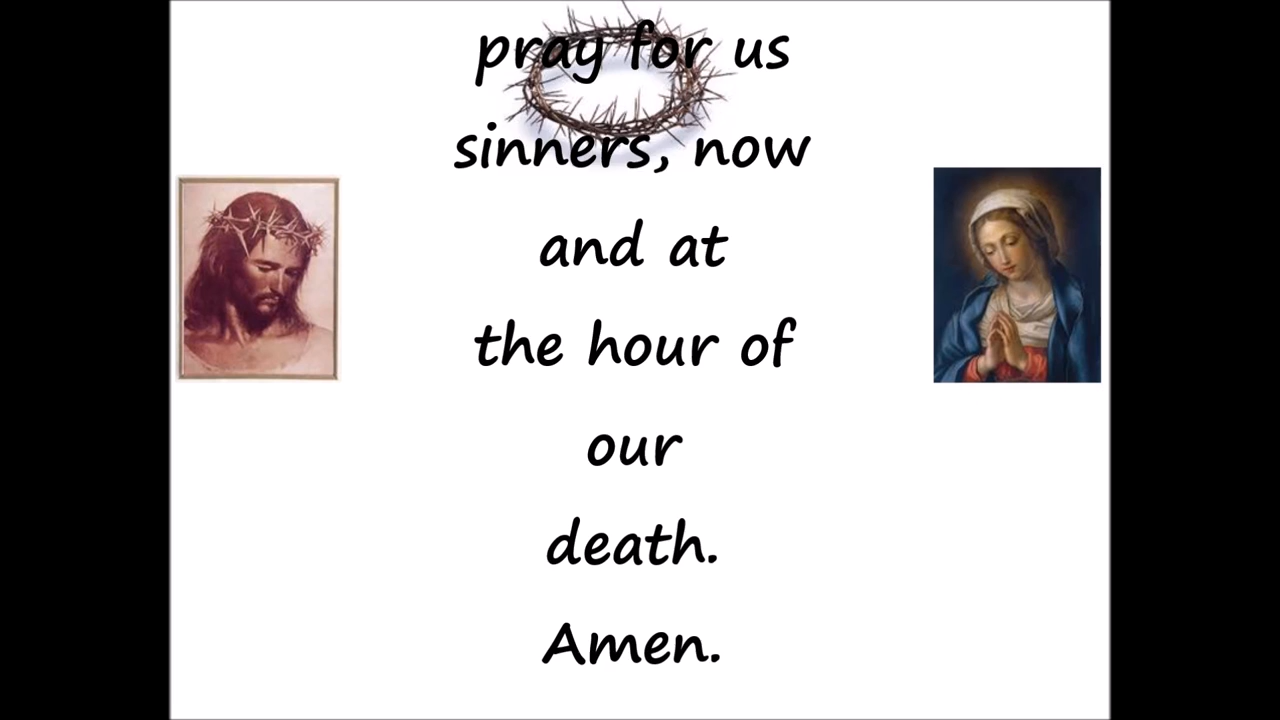 pray for us
sinners, now
and at
the hour of
our
death.
Amen.